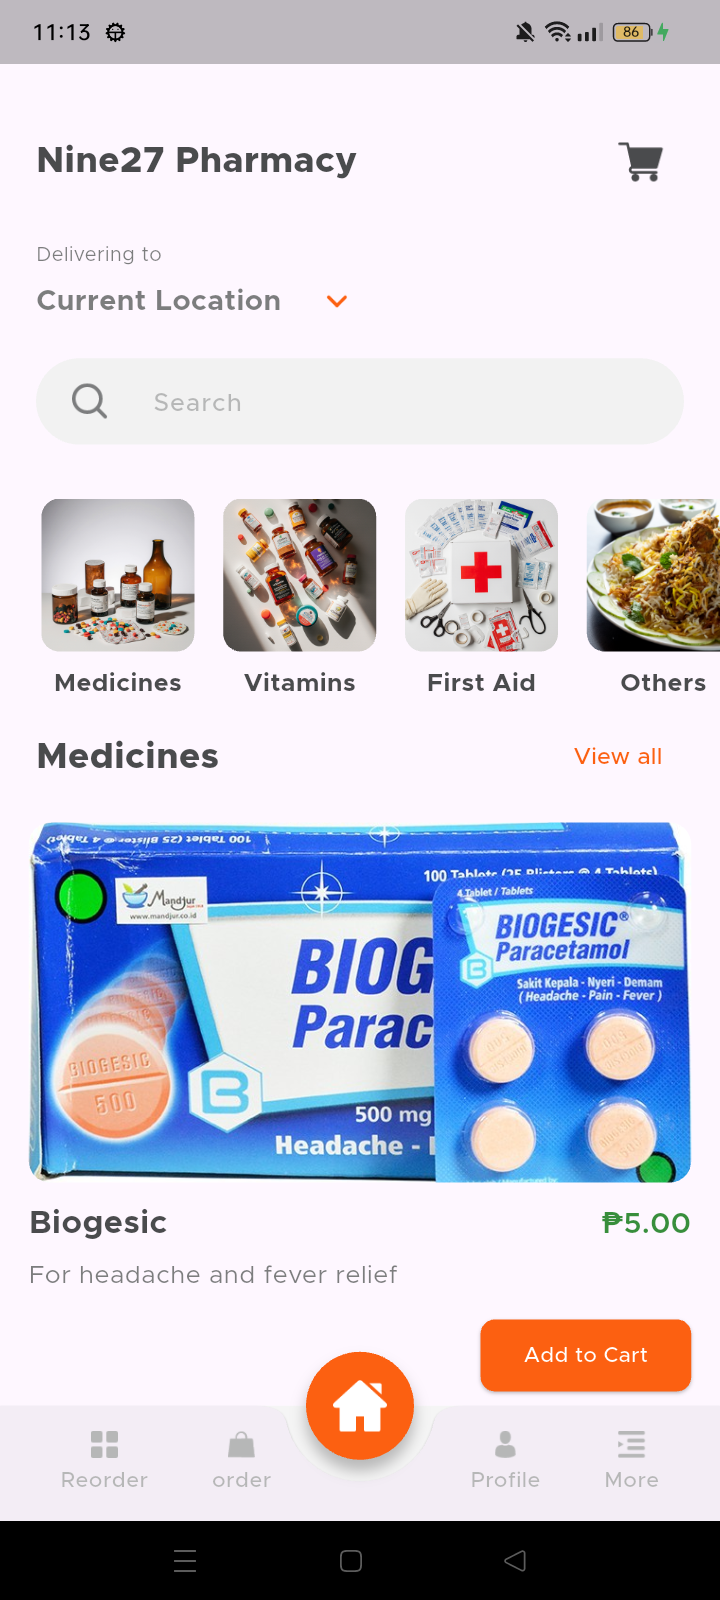 11:13
86
Nine27 Pharmacy
Delivering to
Current Location
Search
Medicines
Vitamins
First Aid
Others
Medicines
View all
100 Tablets (25 Blister @ 4 Tablet)
100 Tablets (25 Blisters @ 4 Tablets)
Mandjur
www.mandjur.co.id
4 Tablet / Tablets
BIOGESIC®
Paracetamol
Sakit Kepala - Nyeri - Demam
( Headache - Pain - Fever )
BIOG
Parac
BIOGESIC
500
B
B
500 mg
Headache -
Biogesic
₱5.00
For headache and fever relief
Add to Cart
Reorder
order
Profile
More